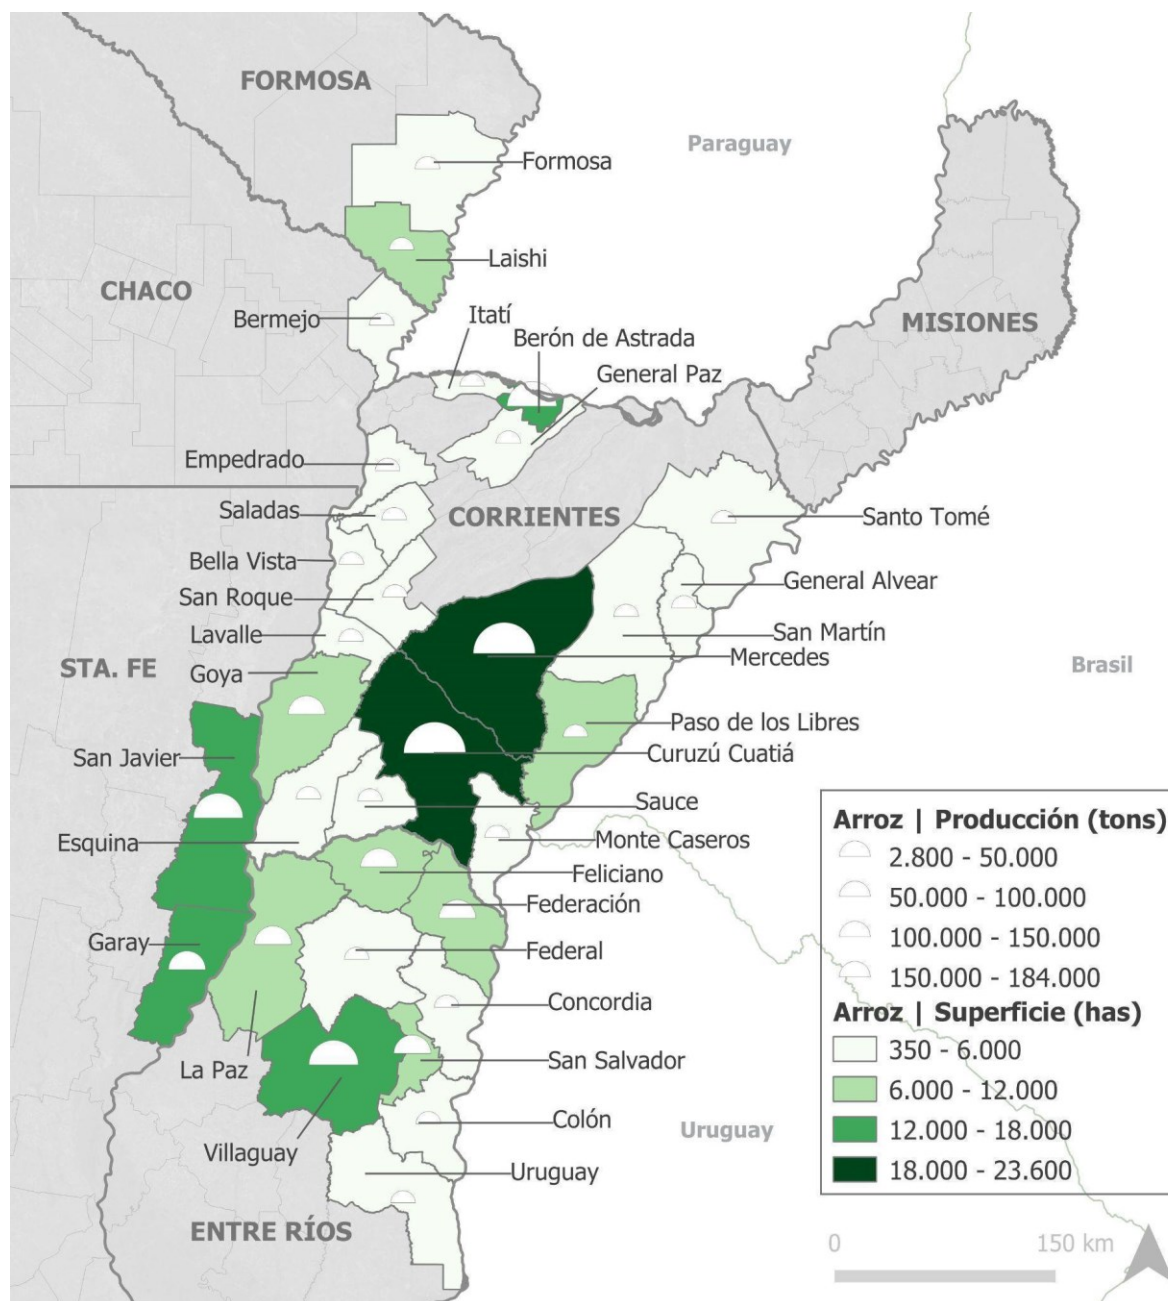 FORMOSA
Paraguay
Formosa
Laishi
CHACO
Bermejo
Itatí
MISIONES
Berón de Astrada
General Paz
Empedrado
Saladas
CORRIENTES
Santo Tomé
Bella Vista
General Alvear
San Roque
Lavalle
San Martín
Mercedes
STA. FE
Goya
Brasil
Paso de los Libres
San Javier
Curuzú Cuatiá
Sauce
Esquina
Monte Caseros
Feliciano
Federación
Garay
Federal
Concordia
La Paz
San Salvador
Colón
Villaguay
Uruguay
Uruguay
ENTRE RÍOS
Arroz | Producción (tons)
2.800 - 50.000
50.000 - 100.000
100.000 - 150.000
150.000 - 184.000
Arroz | Superficie (has)
350 - 6.000
6.000 - 12.000
12.000 - 18.000
18.000 - 23.600
0 150 km